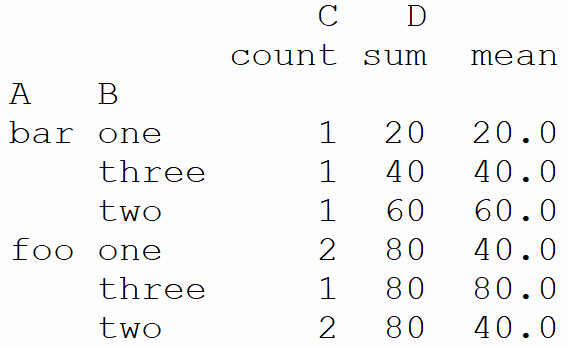 C D
count sum mean
A B
bar one 1 20 20.0
three 1 40 40.0
two 1 60 60.0
foo one 2 80 40.0
three 1 80 80.0
two 2 80 40.0